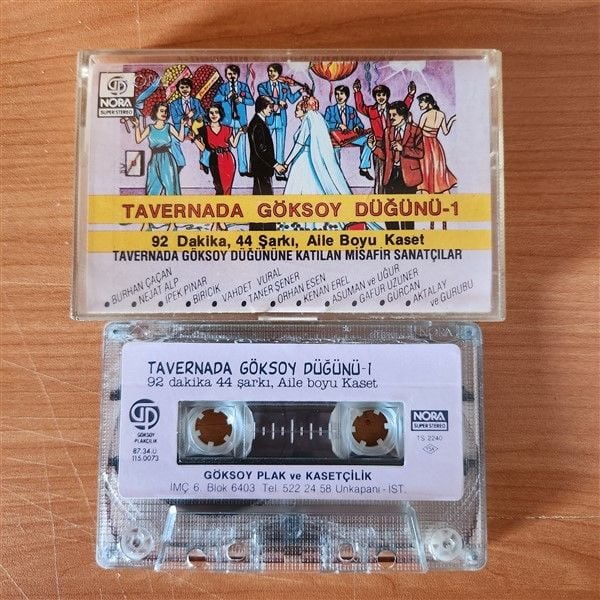 NORA
SUPER STEREO
TAVERNADA GÖKSOY DÜĞÜNÜ-1
92 Dakika, 44 Şarkı, Aile Boyu Kaset
TAVERNADA GÖKSOY DÜĞÜNÜNE KATILAN MİSAFİR SANATÇILAR
• BURHAN ÇAÇAN
• NEJAT ALP
• İPEK PINAR
• BİRİÇİK
• VAHDET VURAL
• TANER ŞENER
• ORHAN ESEN
• KENAN EREL
• ASUMAN ve UĞUR
• GAFUR UZUNER
• GÜRCAN
• AKTALAY ve GURUBU
TAVERNADA GÖKSOY DÜĞÜNÜ-1
92 dakika 44 şarkı, Aile boyu Kaset
GÖKSOY
PLAKÇILIK
87.34.Ü
115.0073
NORA
SUPER STEREO
TS 2240
GÖKSOY PLAK ve KASETÇİLİK
İMÇ 6. Blok 6403 Tel. 522 24 58 Unkapanı - İST.